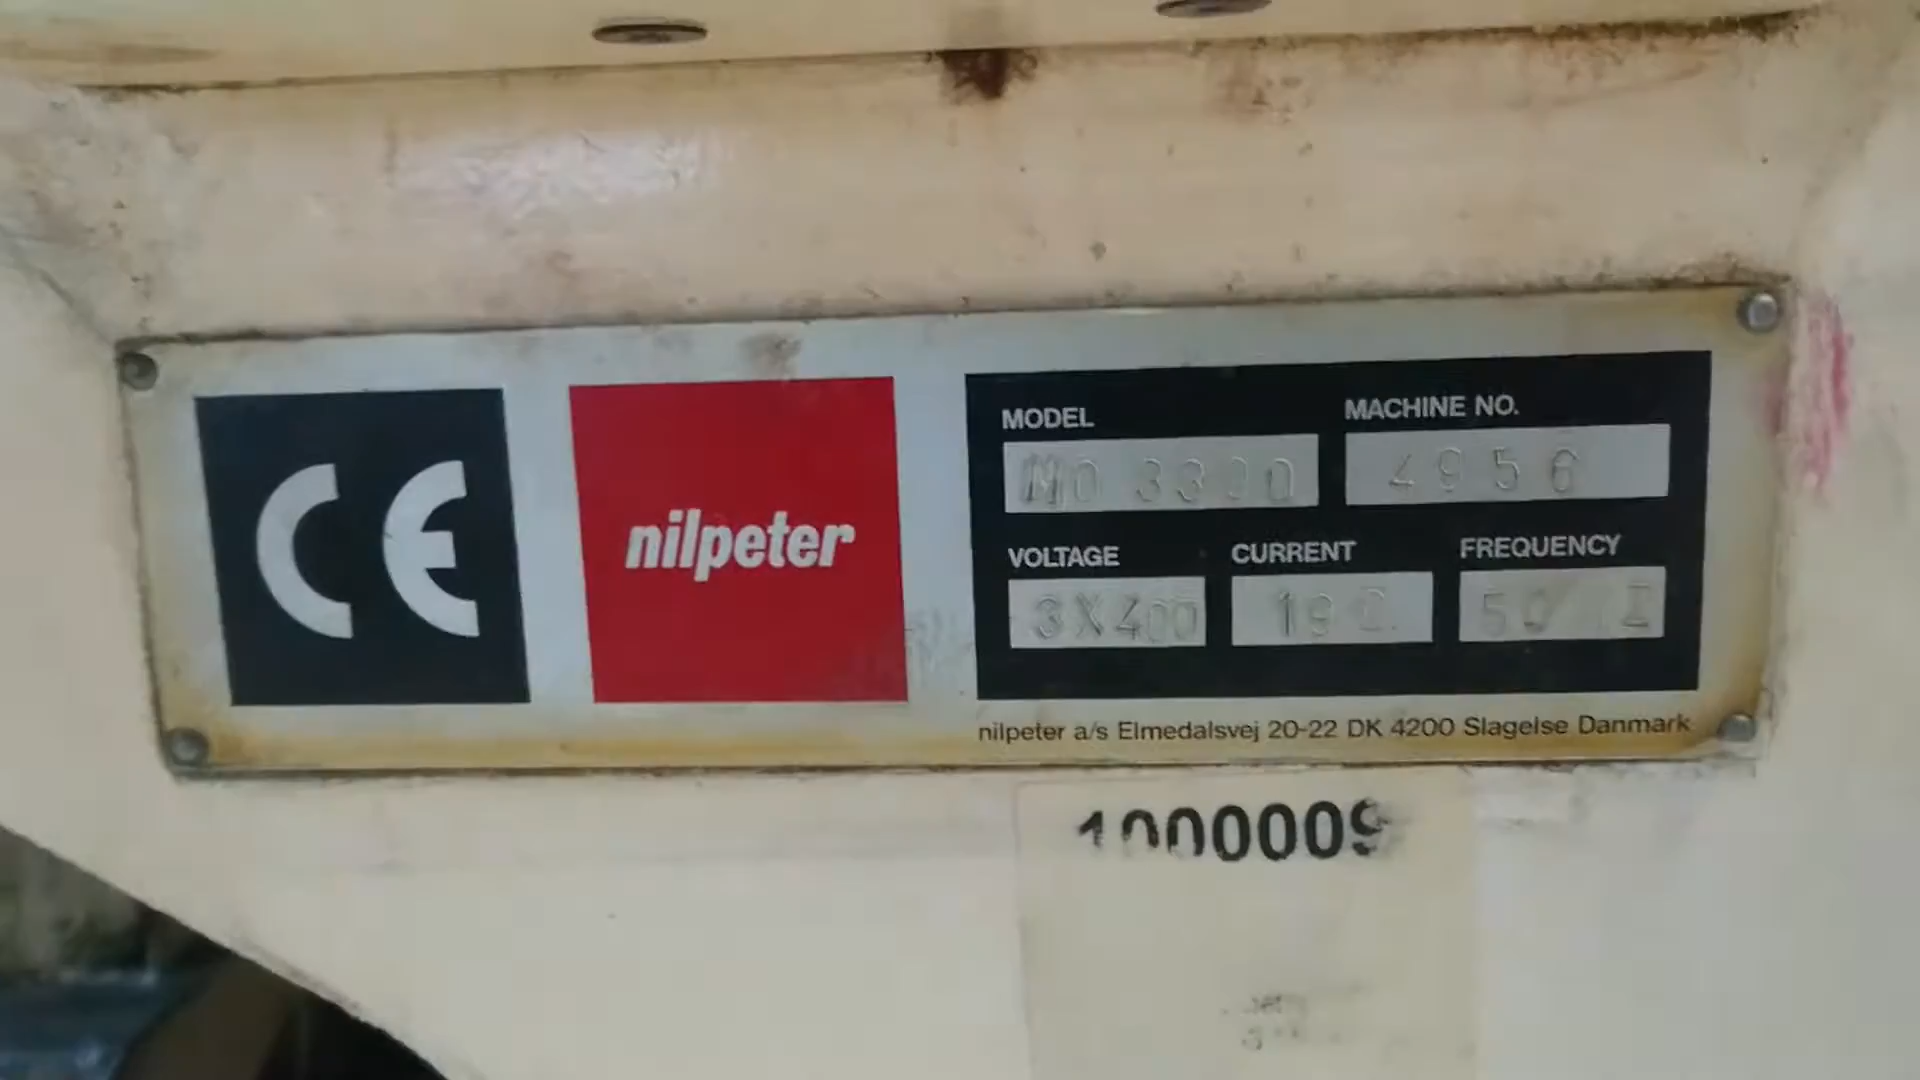 CE
nilpeter
MODEL
MO 3300
MACHINE NO.
4956
VOLTAGE
3X400
CURRENT
FREQUENCY
nilpeter a/s Elmedalsvej 20-22 DK 4200 Slagelse Danmark
1000009